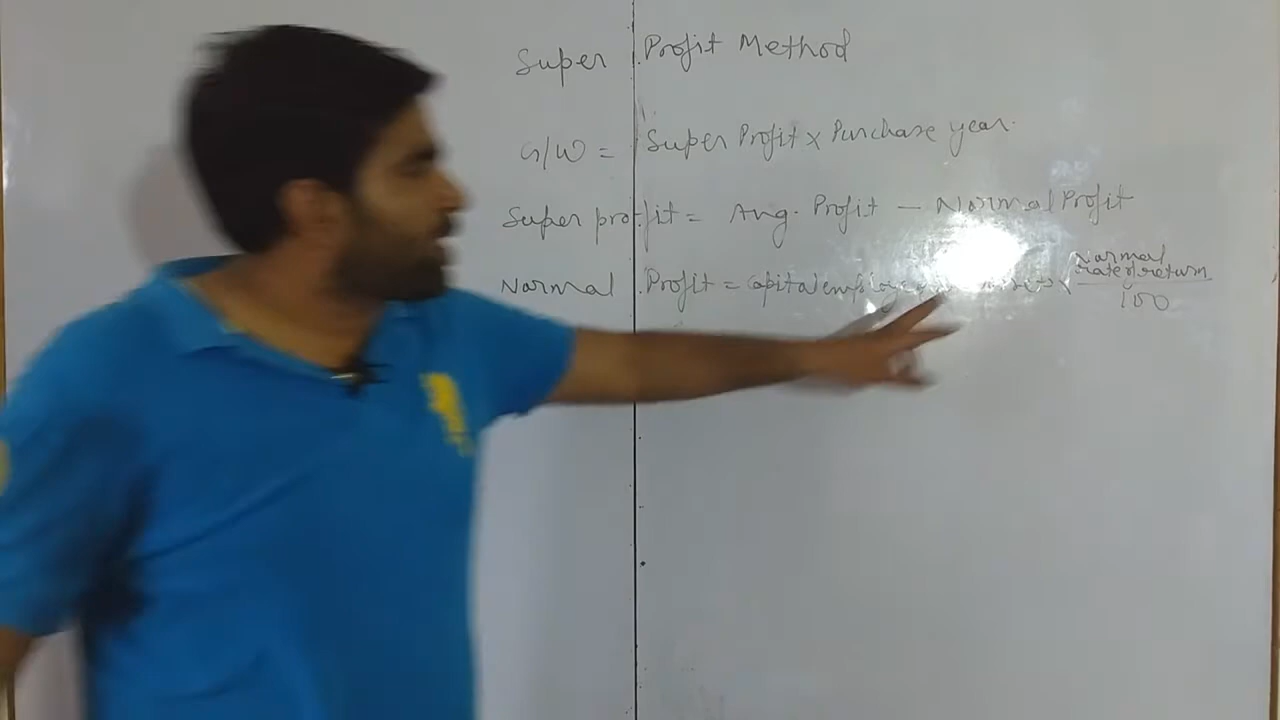 Super Profit Method
G/W = Super Profit x Purchase year.
Super profit = Avg. Profit - Normal Profit
Normal Profit = Capital employ x Normal rate of return / 100